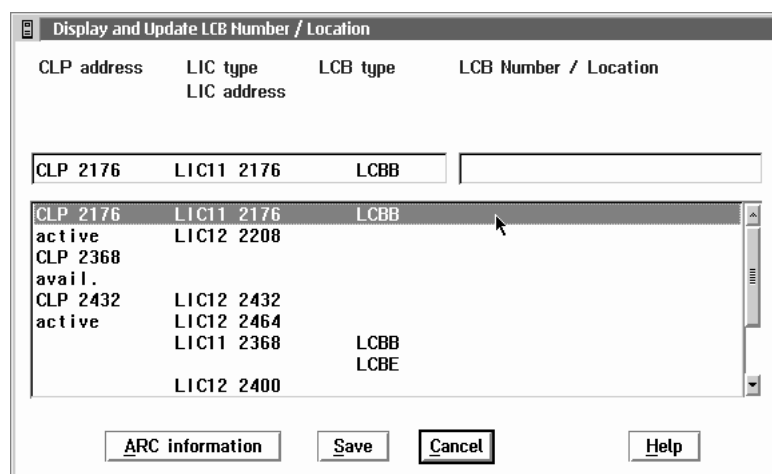 Display and Update LCB Number / Location
CLP address LIC type LCB type LCB Number / Location
LIC address
CLP 2176 LIC11 2176 LCBB
CLP 2176 LIC11 2176 LCBB
active LIC12 2208
CLP 2368
avail.
CLP 2432 LIC12 2432
active LIC12 2464
LIC11 2368 LCBB
LCBE
LIC12 2400
ARC information Save Cancel Help